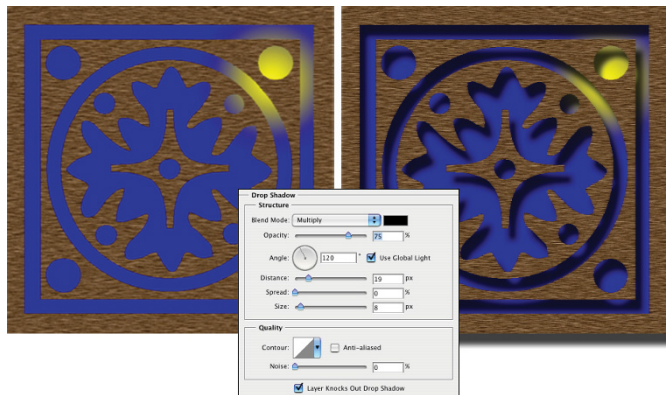 Drop Shadow
Structure
Blend Mode: Multiply
Opacity: 75 %
Angle: 120 ° Use Global Light
Distance: 19 px
Spread: 0 %
Size: 8 px
Quality
Contour: Anti-aliased
Noise: 0 %
Layer Knocks Out Drop Shadow